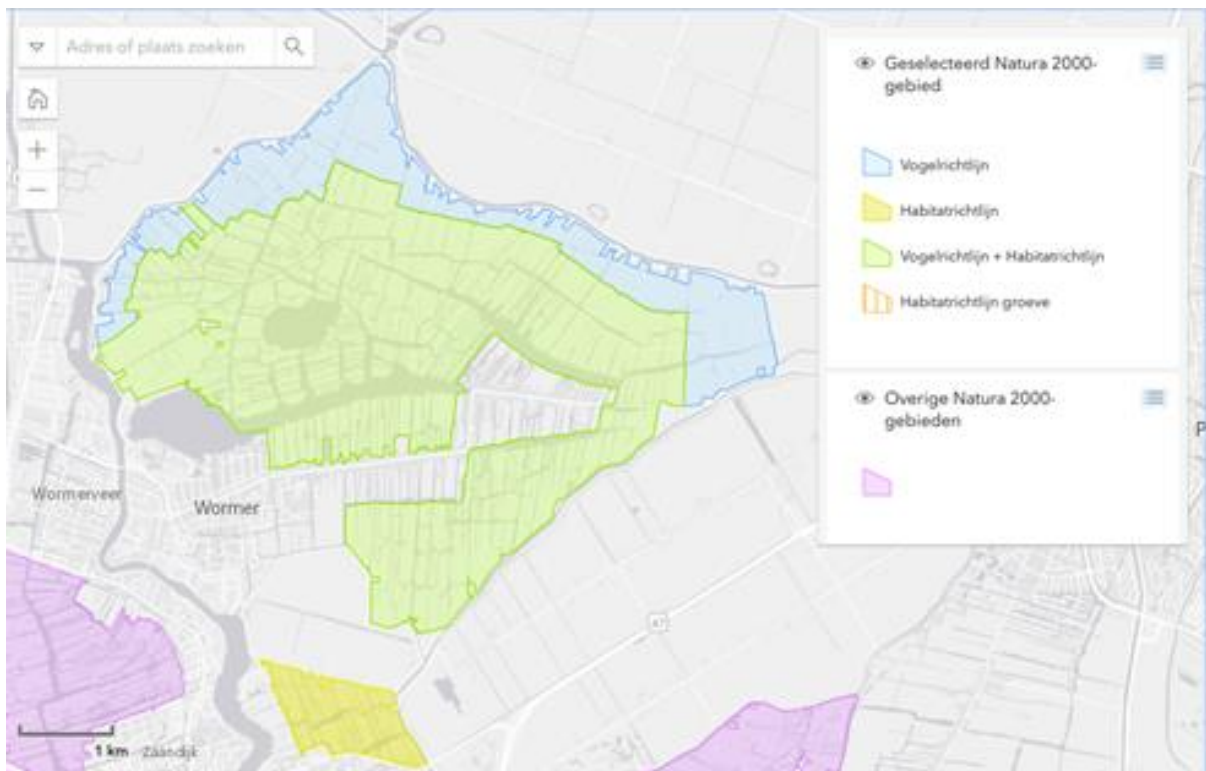 Adres of plaats zoeken
Geselecteerd Natura 2000-
gebied
Vogelrichtlijn
Habitatrichtlijn
Vogelrichtlijn + Habitatrichtlijn
Habitatrichtlijn groeve
Overige Natura 2000-
gebieden
P
Wormerveer
Wormer
47
1 km
Zaandijk